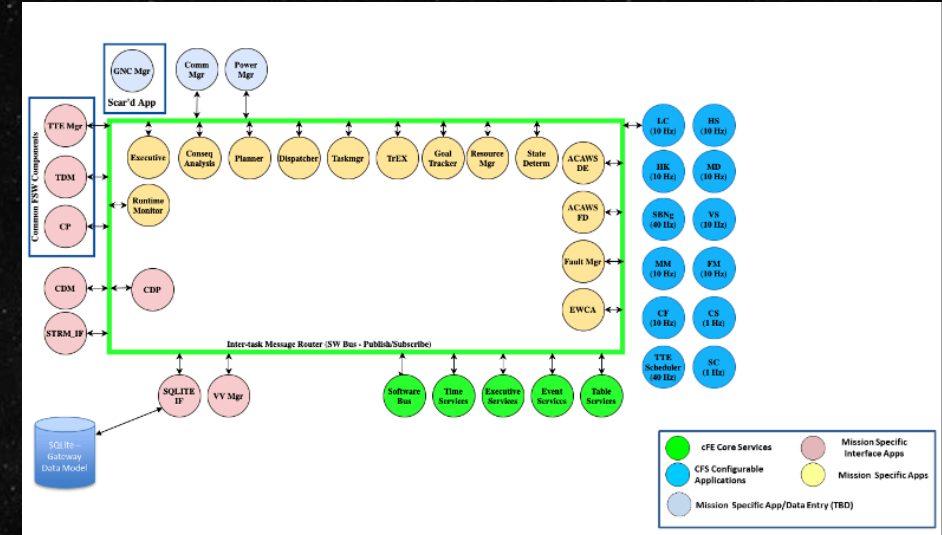 GNC Mgr
Scar'd App
Comm
Mgr
Power
Mgr
Common FSW Components
TTE Mgr
TDM
CP
CDM
STRM_IF
Executive
Conseq
Analysis
Planner
Dispatcher
Taskmgr
TrEX
Goal
Tracker
Resource
Mgr
State
Determ
ACAWS
DE
Runtime
Monitor
ACAWS
FD
Fault Mgr
EWCA
CDP
Inter-task Message Router (SW Bus - Publish/Subscribe)
LC
(10 Hz)
HS
(10 Hz)
HK
(10 Hz)
MD
(10 Hz)
SBNg
(40 Hz)
VS
(10 Hz)
MM
(10 Hz)
FM
(10 Hz)
CF
(10 Hz)
CS
(1 Hz)
TTE
Scheduler
(40 Hz)
SC
(1 Hz)
SQLITE
IF
VV Mgr
Software
Bus
Time
Services
Executive
Services
Event
Services
Table
Services
SQLite -
Gateway
Data Model
cFE Core Services
Mission Specific
Interface Apps
CFS Configurable
Applications
Mission Specific Apps
Mission Specific App/Data Entry (TBD)